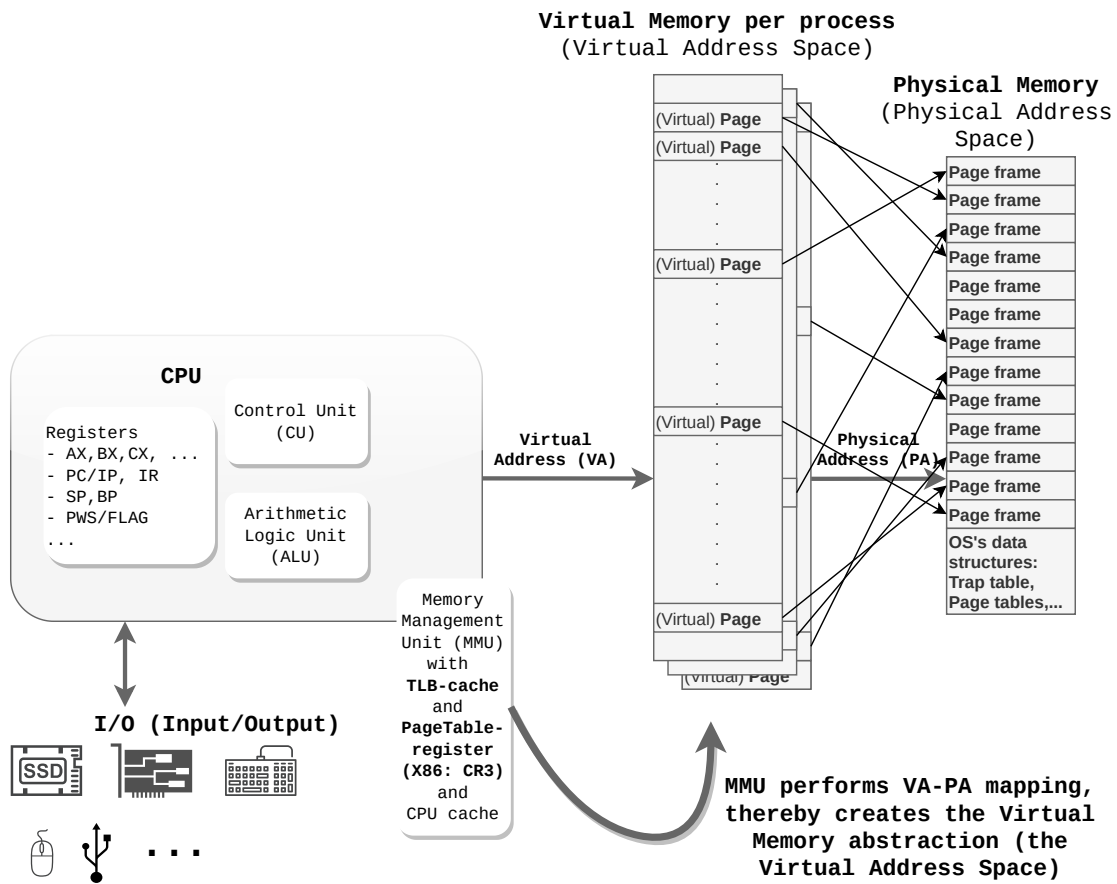 Virtual Memory per process
(Virtual Address Space)
Physical Memory
(Physical Address
Space)
(Virtual) Page
(Virtual) Page
(Virtual) Page
(Virtual) Page
(Virtual) Page
(Virtual) Page
Page frame
Page frame
Page frame
Page frame
Page frame
Page frame
Page frame
Page frame
Page frame
Page frame
Page frame
Page frame
Page frame
OS's data
structures:
Trap table,
Page tables,...
CPU
Registers
- AX,BX,CX, ...
- PC/IP, IR
- SP,BP
- PWS/FLAG
...
Control Unit
(CU)
Arithmetic
Logic Unit
(ALU)
Virtual
Address (VA)
Physical
Address (PA)
Memory
Management
Unit (MMU)
with
TLB-cache
and
PageTable-
register
(X86: CR3)
and
CPU cache
I/O (Input/Output)
SSD
...
MMU performs VA-PA mapping,
thereby creates the Virtual
Memory abstraction (the
Virtual Address Space)